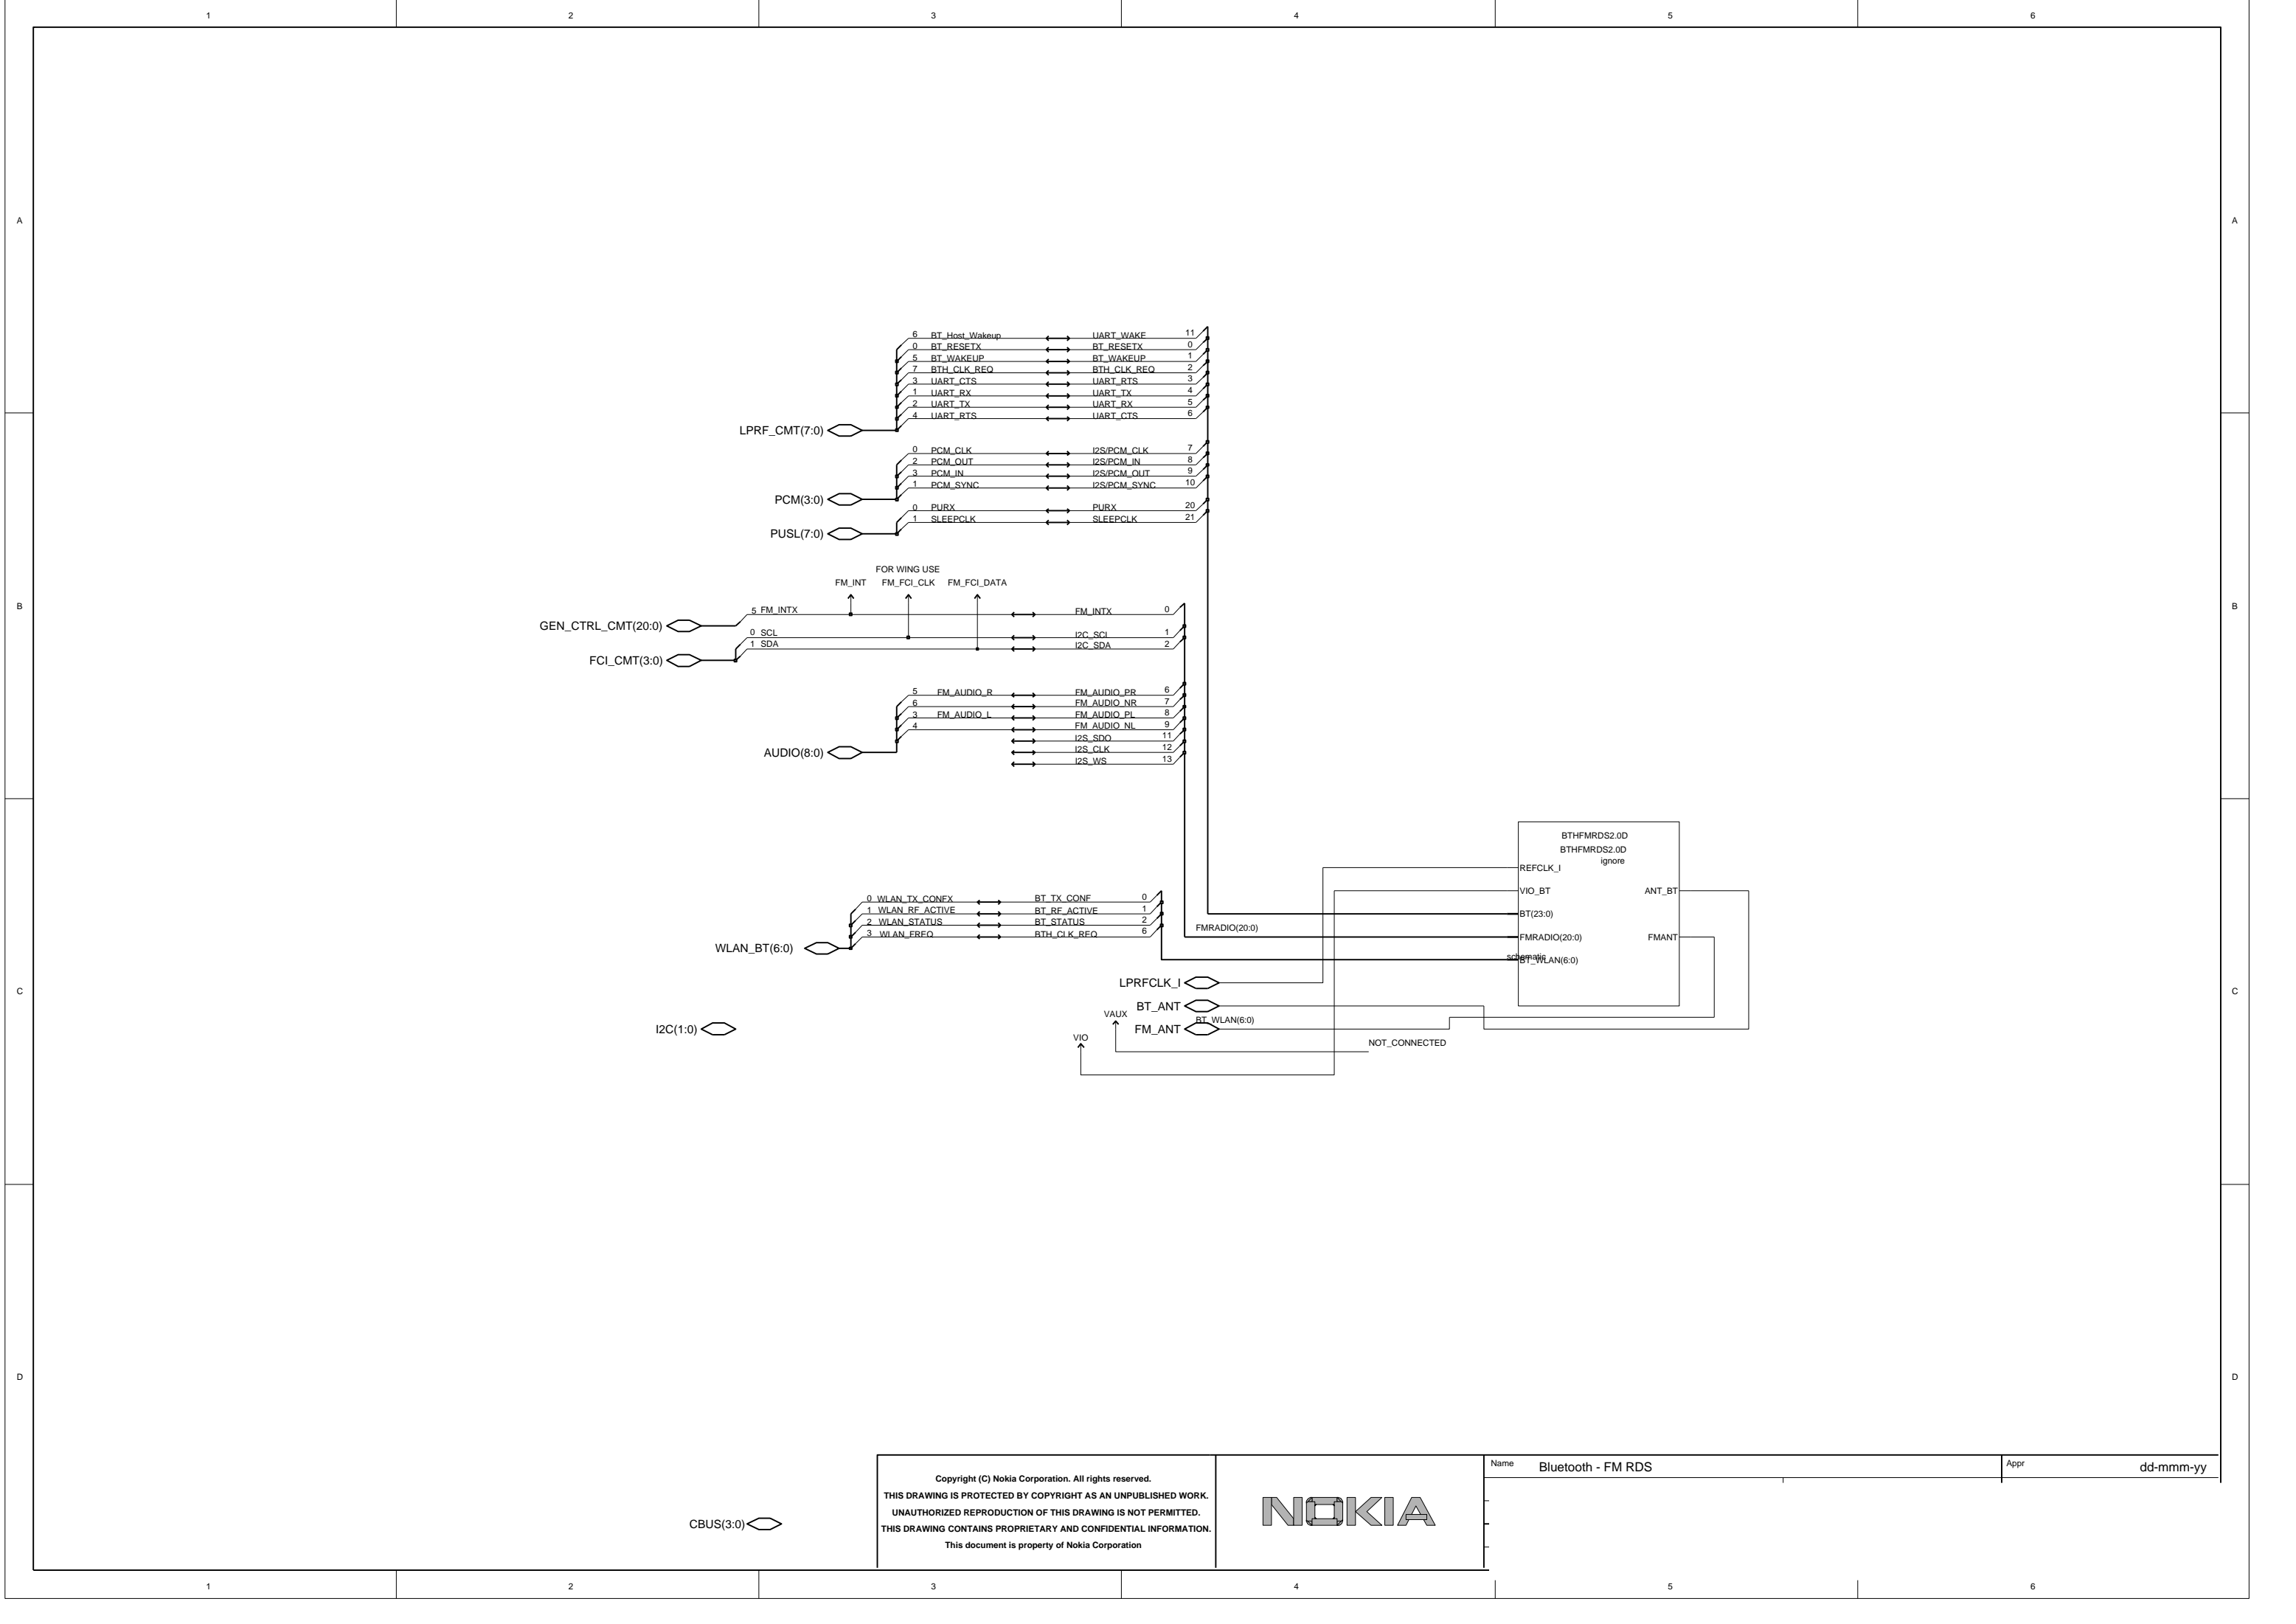 1 2 3 4 5 6
A A
6 BT_Host_Wakeup UART_WAKE 11
0 BT_RESETX BT_RESETX 0
5 BT_WAKEUP BT_WAKEUP 1
7 BTH_CLK_REQ BTH_CLK_REQ 2
3 UART_CTS UART_RTS 3
1 UART_RX UART_TX 4
2 UART_TX UART_RX 5
4 UART_RTS UART_CTS 6
LPRF_CMT(7:0)
0 PCM_CLK I2S/PCM_CLK 7
2 PCM_OUT I2S/PCM_IN 8
3 PCM_IN I2S/PCM_OUT 9
1 PCM_SYNC I2S/PCM_SYNC 10
PCM(3:0)
0 PURX PURX 20
1 SLEEPCLK SLEEPCLK 21
PUSL(7:0)
FOR WING USE
FM_INT FM_FCI_CLK FM_FCI_DATA
B B
5 FM_INTX FM_INTX 0
GEN_CTRL_CMT(20:0)
0 SCL I2C_SCL 1
1 SDA I2C_SDA 2
FCI_CMT(3:0)
5 FM_AUDIO_R FM_AUDIO_PR 6
6 FM_AUDIO_NR 7
3 FM_AUDIO_L FM_AUDIO_PL 8
4 FM_AUDIO_NL 9
I2S_SDO 11
AUDIO(8:0)
I2S_CLK 12
I2S_WS 13
BTHFMRDS2.0D
BTHFMRDS2.0D
ignore
REFCLK_I
VIO_BT ANT_BT
BT(23:0)
FMRADIO(20:0) FMANT
schematic
BT_WLAN(6:0)
0 WLAN_TX_CONFX BT_TX_CONF 0
1 WLAN_RF_ACTIVE BT_RF_ACTIVE 1
2 WLAN_STATUS BT_STATUS 2
3 WLAN_FREQ BTH_CLK_REQ 6
FMRADIO(20:0)
WLAN_BT(6:0)
LPRFCLK_I
C C
BT_ANT
VAUX
BT_WLAN(6:0)
I2C(1:0)
FM_ANT
VIO
NOT_CONNECTED
D D
CBUS(3:0)
Copyright (C) Nokia Corporation. All rights reserved.
THIS DRAWING IS PROTECTED BY COPYRIGHT AS AN UNPUBLISHED WORK.
UNAUTHORIZED REPRODUCTION OF THIS DRAWING IS NOT PERMITTED.
THIS DRAWING CONTAINS PROPRIETARY AND CONFIDENTIAL INFORMATION.
This document is property of Nokia Corporation
NOKIA
Name Bluetooth - FM RDS
Appr dd-mmm-yy
1 2 3 4 5 6